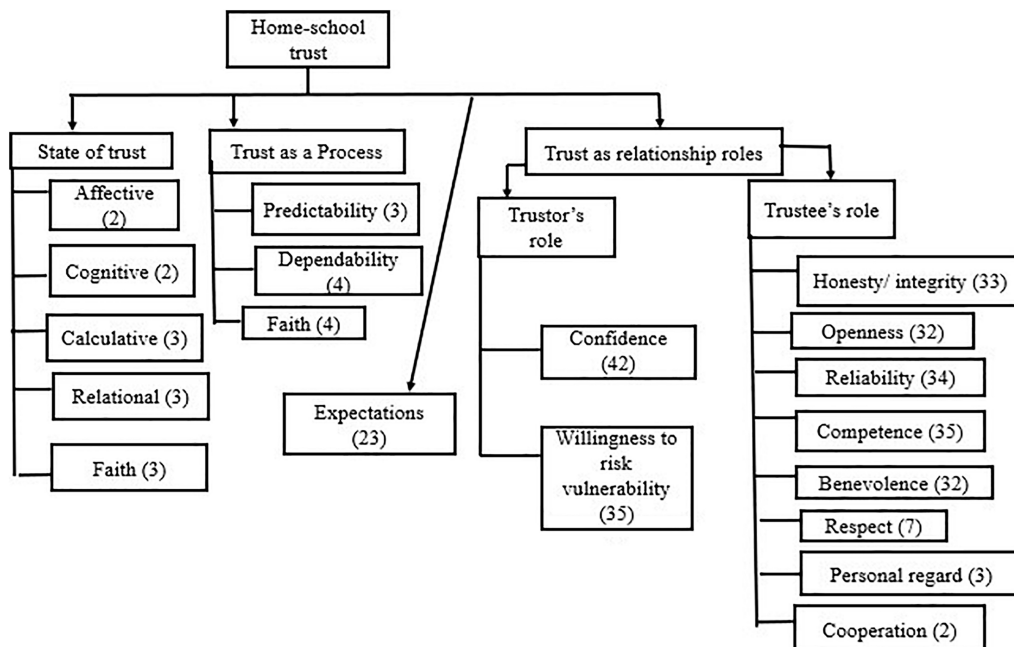 Home-school
trust
State of trust
Affective
(2)
Cognitive (2)
Calculative (3)
Relational (3)
Faith (3)
Trust as a Process
Predictability (3)
Dependability
(4)
Faith (4)
Expectations
(23)
Trust as relationship roles
Trustor’s
role
Confidence
(42)
Willingness to
risk
vulnerability
(35)
Trustee’s role
Honesty/ integrity (33)
Openness (32)
Reliability (34)
Competence (35)
Benevolence (32)
Respect (7)
Personal regard (3)
Cooperation (2)